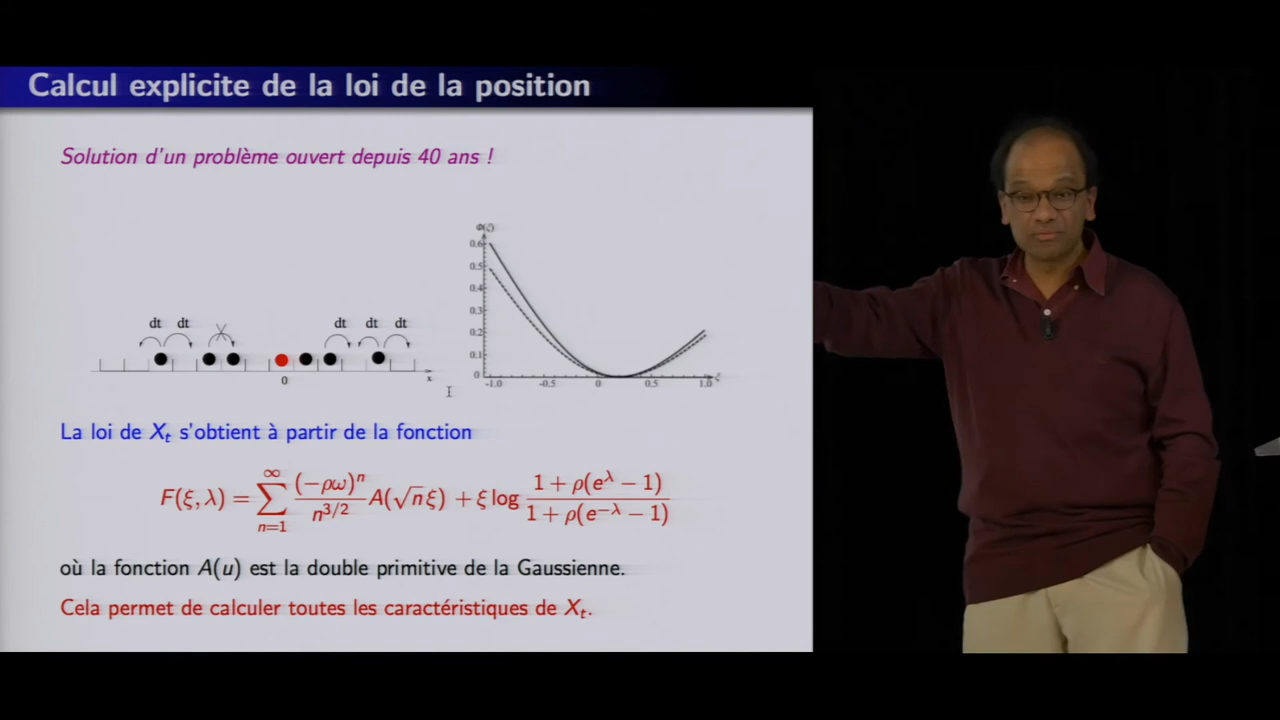 Calcul explicite de la loi de la position
Solution d'un problème ouvert depuis 40 ans !
dt dt dt dt dt
0 x
Φ(ξ)
0.6
0.5
0.4
0.3
0.2
0.1
0
-1.0 -0.5 0 0.5 1.0 ξ
La loi de Xₜ s'obtient à partir de la fonction
F(ξ, λ) = ∑_{n=1}^{∞} (−ρω)ⁿ / n^{3/2} A(√n ξ) + ξ log (1 + ρ(e^λ − 1)) / (1 + ρ(e^{−λ} − 1))
où la fonction A(u) est la double primitive de la Gaussienne.
Cela permet de calculer toutes les caractéristiques de Xₜ.